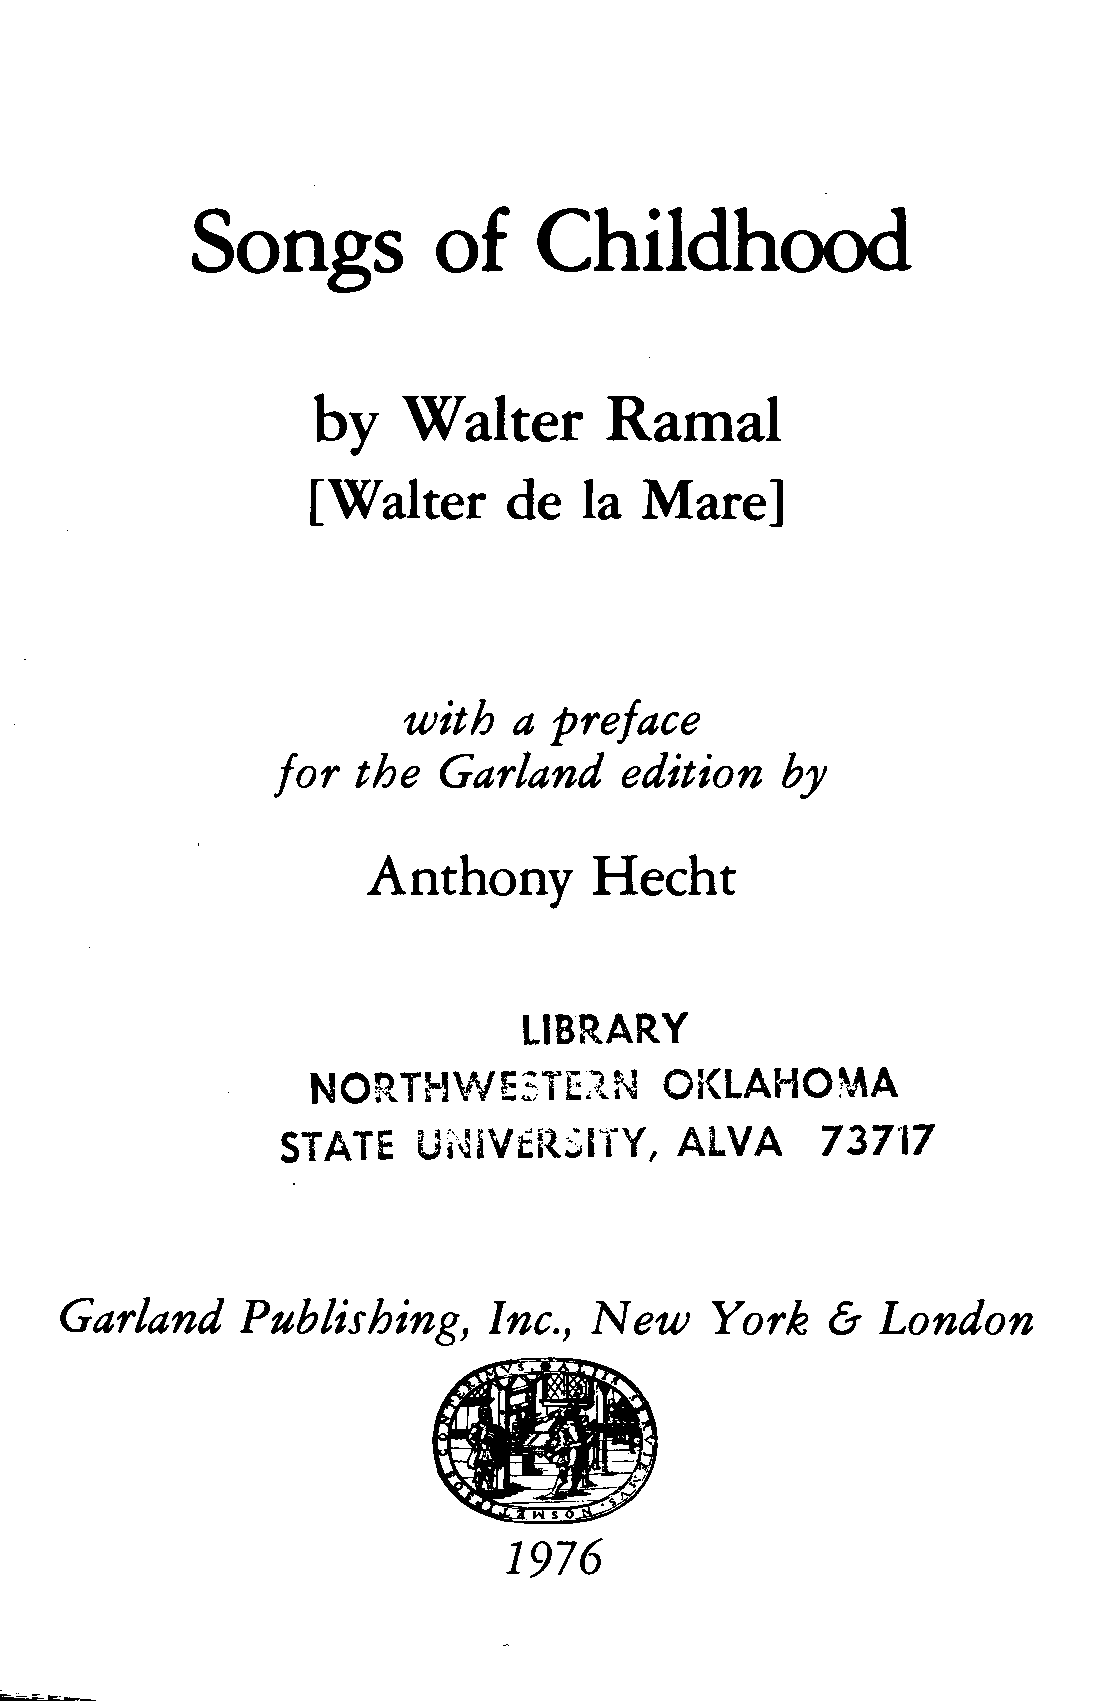 Songs of Childhood
by Walter Ramal
[Walter de la Mare]
with a preface
for the Garland edition by
Anthony Hecht
LIBRARY
NORTHWESTERN OKLAHOMA
STATE UNIVERSITY, ALVA 73717
Garland Publishing, Inc., New York & London
1976